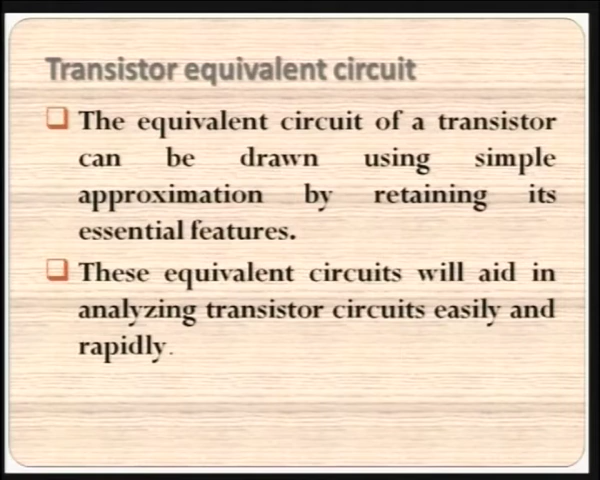 Transistor equivalent circuit
The equivalent circuit of a transistor
can be drawn using simple
approximation by retaining its
essential features.
These equivalent circuits will aid in
analyzing transistor circuits easily and
rapidly.